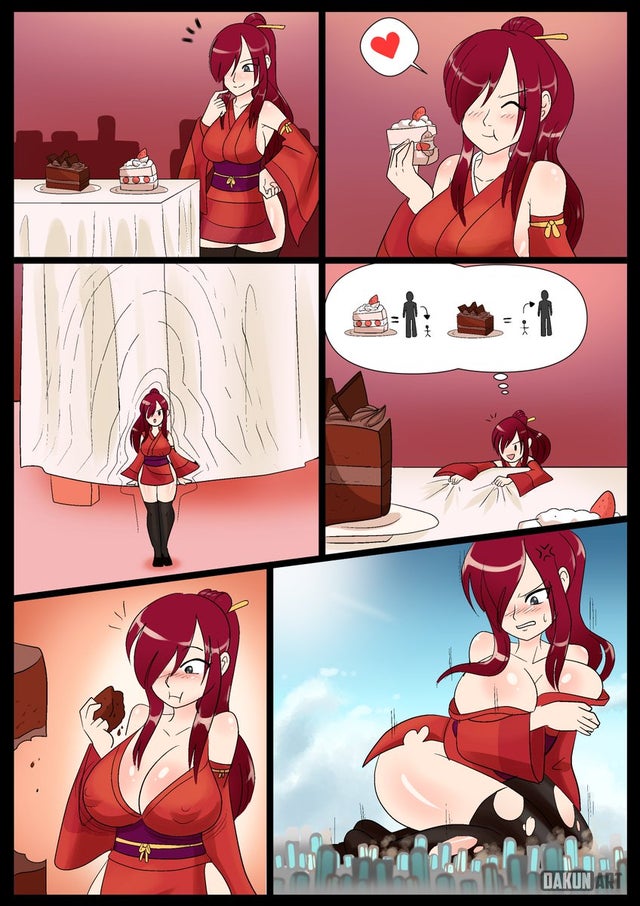 =
=
DAKUN ART